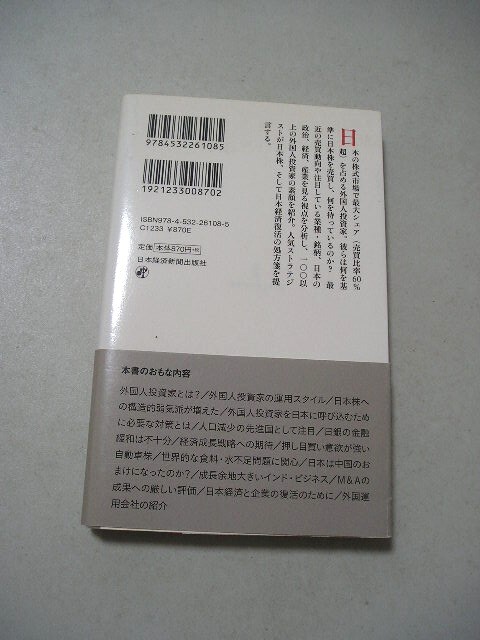 9784532261085
1921233008702
ISBN978-4-532-26108-5
C1233 ¥870E
定価 本体870円+税
日本経済新聞出版社
日本の株式市場で最大シェア(売買比率60%
超)を占める外国人投資家。彼らは何を基
準に日本株を売買し、何を待っているのか? 最
近の売買動向や注目している業種・銘柄、日本の
政治、経済、産業を見る視点を分析し、一〇〇以
上の外国人投資家の素顔を紹介。人気ストラテジ
ストが日本株、そして日本経済復活の処方箋を提
言する。
本書のおもな内容
外国人投資家とは?/外国人投資家の運用スタイル/日本株へ
の構造的弱気派が増えた/外国人投資家を日本に呼び込むため
に必要な対策とは/人口減少の先進国として注目/日銀の金融
緩和は不十分/経済成長戦略への期待/押し目買い意欲が強い
自動車株/世界的な食料・水不足問題に関心/日本は中国のお
まけになったのか?/成長余地大きいインド・ビジネス/M&Aの
成果への厳しい評価/日本経済と企業の復活のために/外国運
用会社の紹介